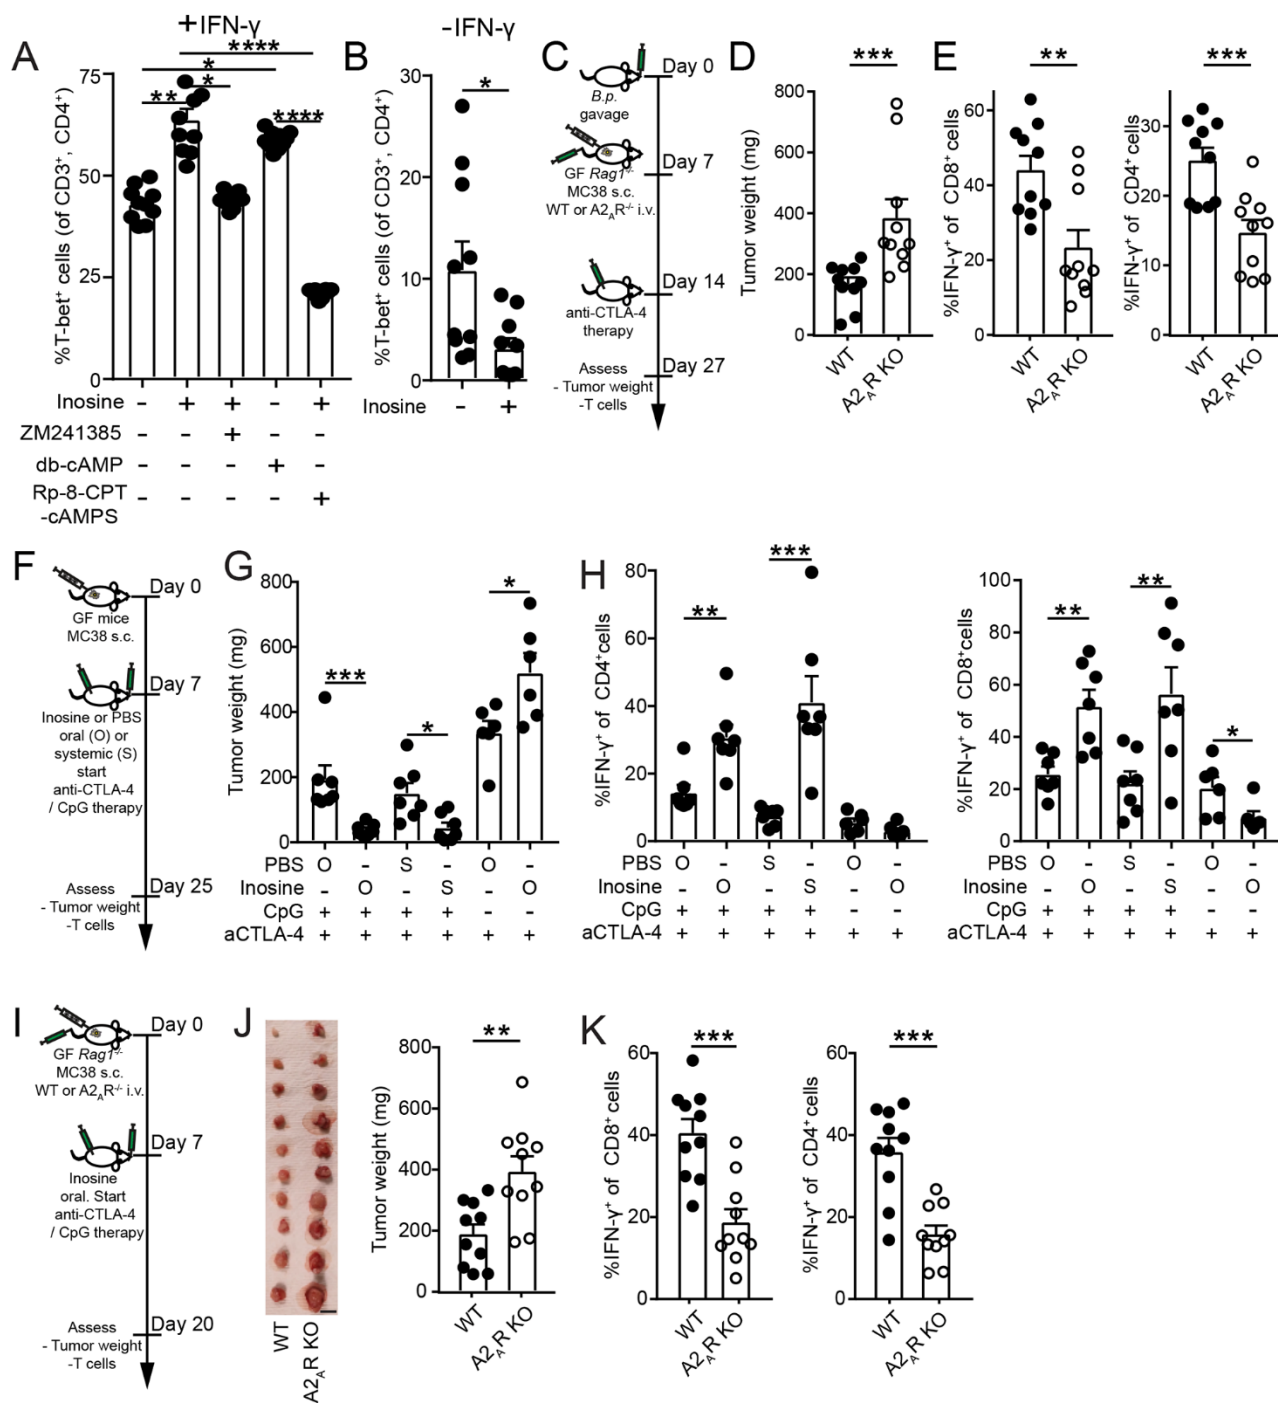 A
+IFN-γ
%T-bet⁺ cells (of CD3⁺, CD4⁺)
75
50
25
0
****
*
**
*
****
Inosine - + + - +
ZM241385 - - + - -
db-cAMP - - - + -
Rp-8-CPT
-cAMPS - - - - +
B
-IFN-γ
%T-bet⁺ cells (of CD3⁺, CD4⁺)
30
20
10
0
*
Inosine - +
C
Day 0
B.p.
gavage
Day 7
GF Rag1⁻/⁻
MC38 s.c.
WT or A2AR⁻/⁻ i.v.
Day 14
anti-CTLA-4
therapy
Day 27
Assess
- Tumor weight
-T cells
D
***
Tumor weight (mg)
800
600
400
200
0
WT
A2AR KO
E
**
%IFN-γ⁺ of CD8⁺ cells
60
40
20
0
WT
A2AR KO
***
%IFN-γ⁺ of CD4⁺ cells
30
20
10
0
WT
A2AR KO
F
Day 0
GF mice
MC38 s.c.
Day 7
Inosine or PBS
oral (O) or
systemic (S)
start
anti-CTLA-4
/ CpG therapy
Day 25
Assess
- Tumor weight
-T cells
G
Tumor weight (mg)
800
600
400
200
0
***
*
*
PBS O - S - O -
Inosine - O - S - O
CpG + + + + - -
aCTLA-4 + + + + + +
H
%IFN-γ⁺ of CD4⁺cells
80
60
40
20
0
**
***
PBS O - S - O -
Inosine - O - S - O
CpG + + + + - -
aCTLA-4 + + + + + +
%IFN-γ⁺ of CD8⁺cells
100
80
60
40
20
0
**
**
*
PBS O - S - O -
Inosine - O - S - O
CpG + + + + - -
aCTLA-4 + + + + + +
I
Day 0
GF Rag1⁻/⁻
MC38 s.c.
WT or A2AR⁻/⁻ i.v.
Day 7
Inosine
oral. Start
anti-CTLA-4
/ CpG therapy
Day 20
Assess
- Tumor weight
-T cells
J
WT
A2AR KO
**
Tumor weight (mg)
800
600
400
200
0
WT
A2AR KO
K
***
%IFN-γ⁺ of CD8⁺ cells
60
40
20
0
WT
A2AR KO
***
%IFN-γ⁺ of CD4⁺ cells
60
40
20
0
WT
A2AR KO